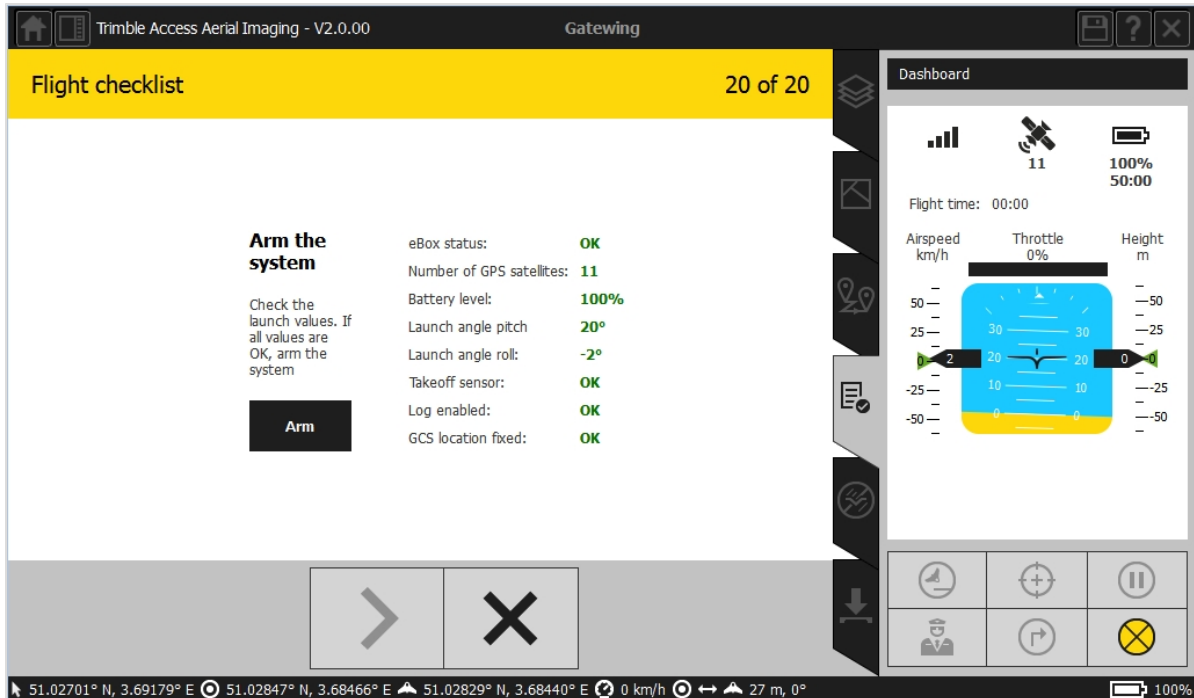 Trimble Access Aerial Imaging - V2.0.00
Gatewing
?
Flight checklist
20 of 20
Arm the
system
Check the
launch values. If
all values are
OK, arm the
system
Arm
eBox status: OK
Number of GPS satellites: 11
Battery level: 100%
Launch angle pitch 20°
Launch angle roll: -2°
Takeoff sensor: OK
Log enabled: OK
GCS location fixed: OK
Dashboard
11
100%
50:00
Flight time: 00:00
Airspeed
km/h
Throttle
0%
Height
m
50
25
0
-25
-50
2
30 30
20 20
10 10
0 0
0
-50
-25
-0
-25
-50
51.02701° N, 3.69179° E 51.02847° N, 3.68466° E 51.02829° N, 3.68440° E 0 km/h 27 m, 0° 100%